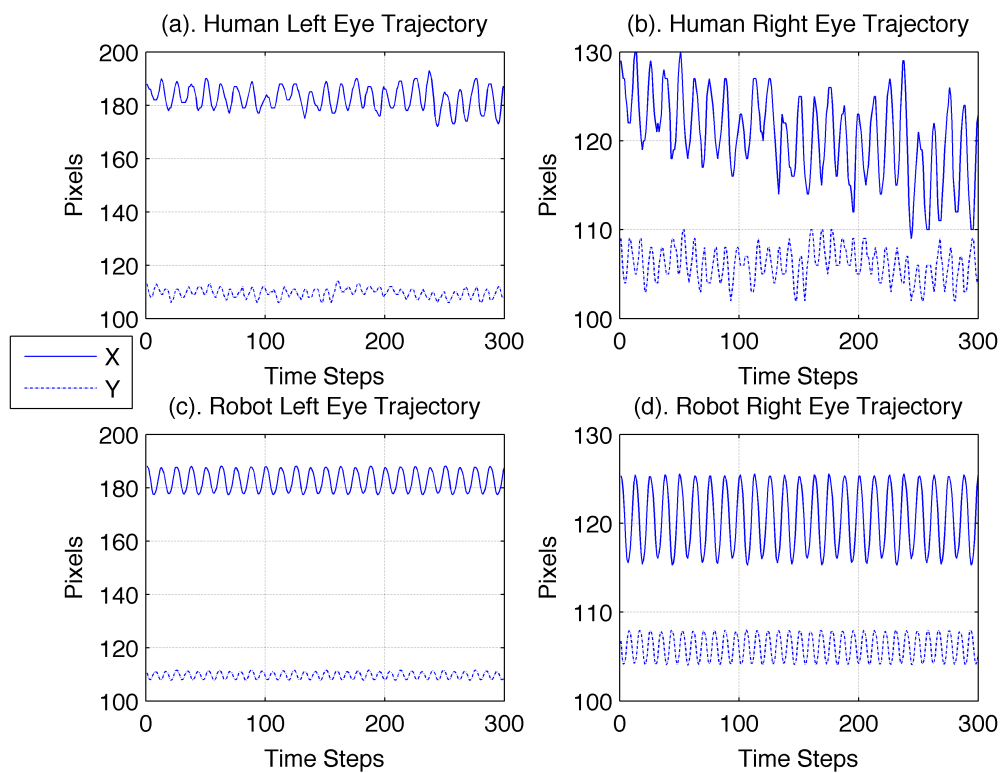 (a). Human Left Eye Trajectory
200
180
160
140
120
100
Pixels
0
100
200
300
Time Steps
(b). Human Right Eye Trajectory
130
120
110
100
Pixels
0
100
200
300
Time Steps
X
Y
(c). Robot Left Eye Trajectory
200
180
160
140
120
100
Pixels
0
100
200
300
Time Steps
(d). Robot Right Eye Trajectory
130
120
110
100
Pixels
0
100
200
300
Time Steps